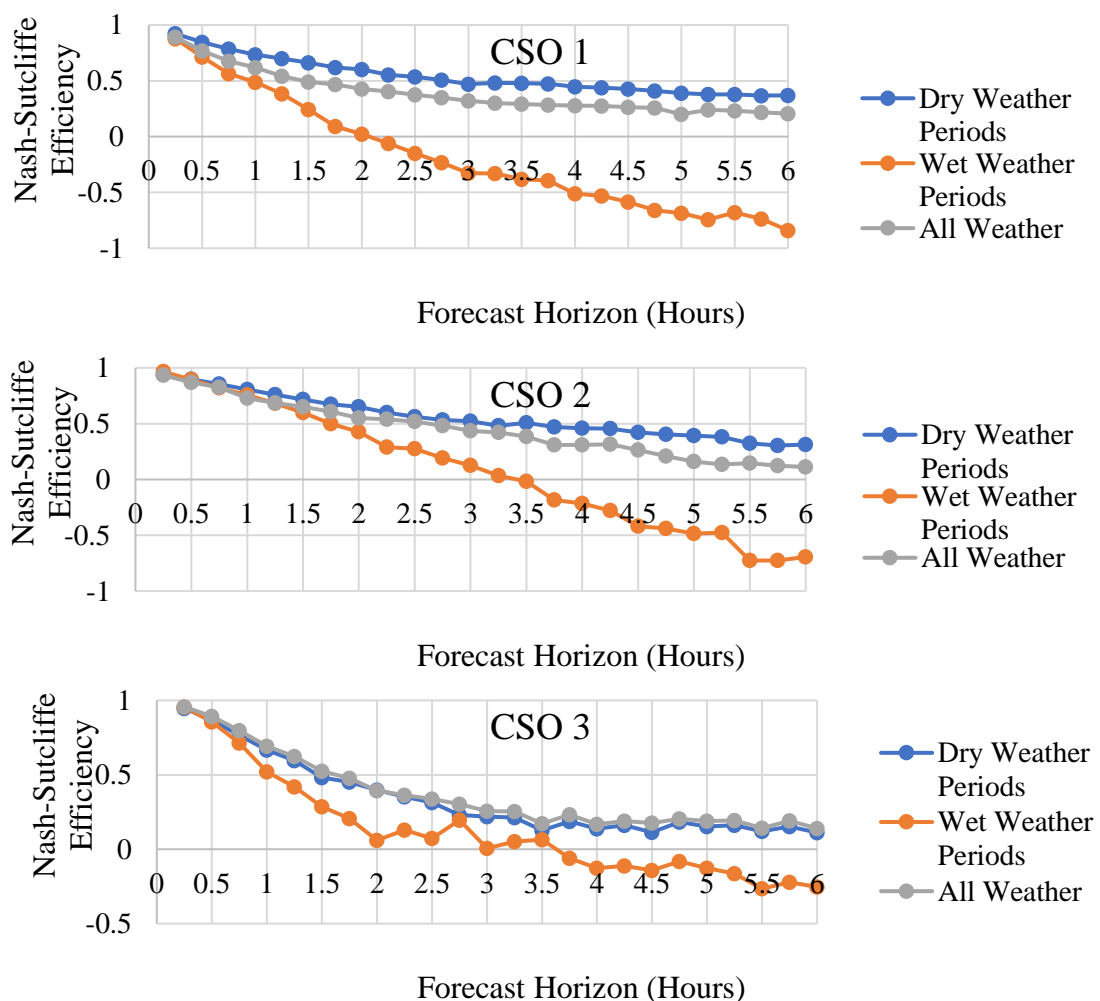 1
0.5
0
-0.5
-1
Nash-Sutcliffe
Efficiency
CSO 1
0 0.5 1 1.5 2 2.5 3 3.5 4 4.5 5 5.5 6
Forecast Horizon (Hours)
Dry Weather
Periods
Wet Weather
Periods
All Weather
1
0.5
0
-0.5
-1
Nash-Sutcliffe
Efficiency
CSO 2
0 0.5 1 1.5 2 2.5 3 3.5 4 4.5 5 5.5 6
Forecast Horizon (Hours)
Dry Weather
Periods
Wet Weather
Periods
All Weather
1
0.5
0
-0.5
Nash-Sutcliffe
Efficiency
CSO 3
0 0.5 1 1.5 2 2.5 3 3.5 4 4.5 5 5.5 6
Forecast Horizon (Hours)
Dry Weather
Periods
Wet Weather
Periods
All Weather